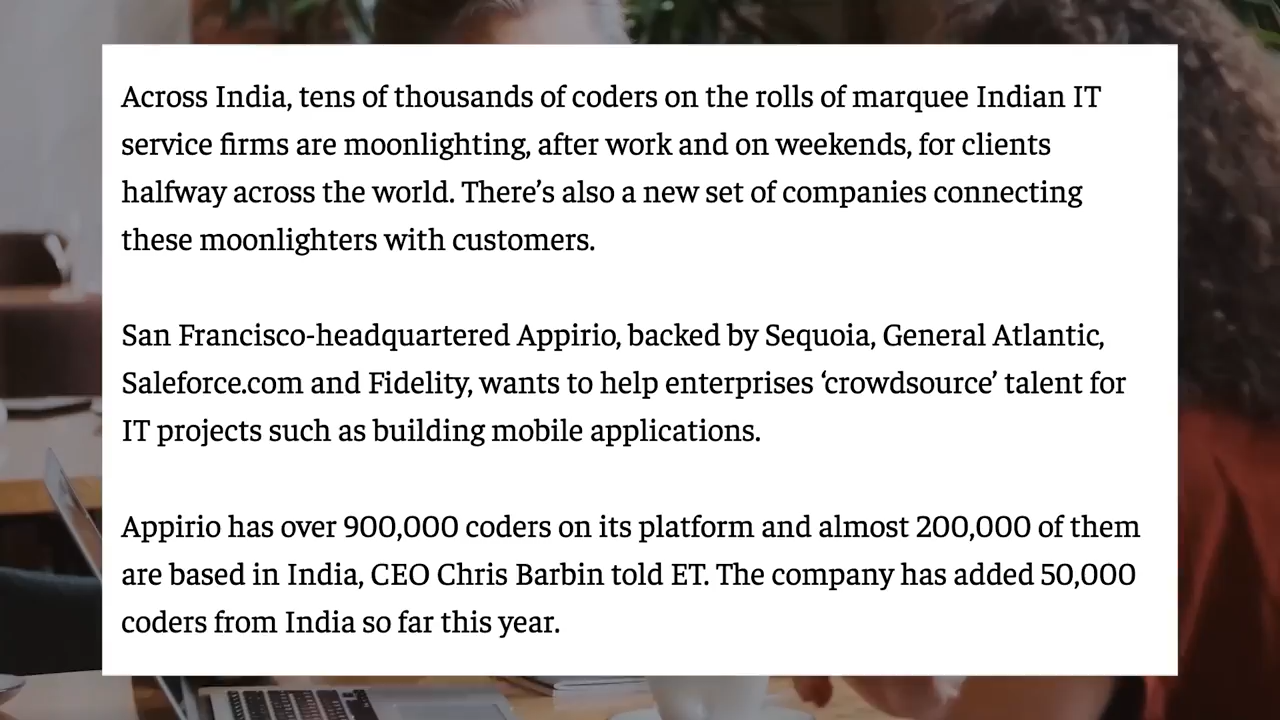 Across India, tens of thousands of coders on the rolls of marquee Indian IT
service firms are moonlighting, after work and on weekends, for clients
halfway across the world. There’s also a new set of companies connecting
these moonlighters with customers.
San Francisco-headquartered Appirio, backed by Sequoia, General Atlantic,
Saleforce.com and Fidelity, wants to help enterprises ‘crowdsource’ talent for
IT projects such as building mobile applications.
Appirio has over 900,000 coders on its platform and almost 200,000 of them
are based in India, CEO Chris Barbin told ET. The company has added 50,000
coders from India so far this year.